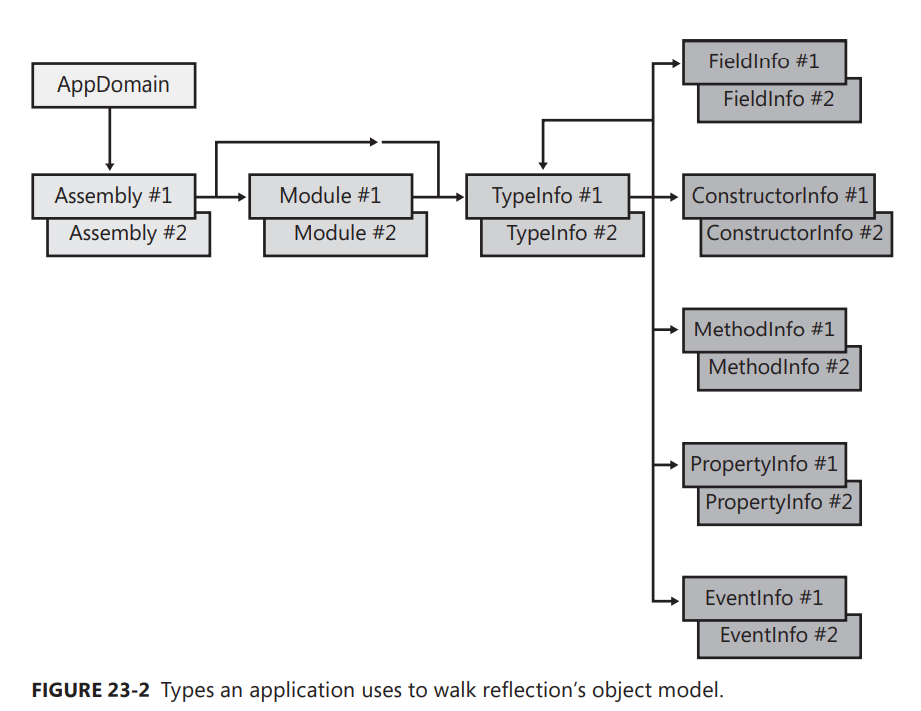 AppDomain
Assembly #1
Assembly #2
Module #1
Module #2
TypeInfo #1
TypeInfo #2
FieldInfo #1
FieldInfo #2
ConstructorInfo #1
ConstructorInfo #2
MethodInfo #1
MethodInfo #2
PropertyInfo #1
PropertyInfo #2
EventInfo #1
EventInfo #2
FIGURE 23-2 Types an application uses to walk reflection’s object model.